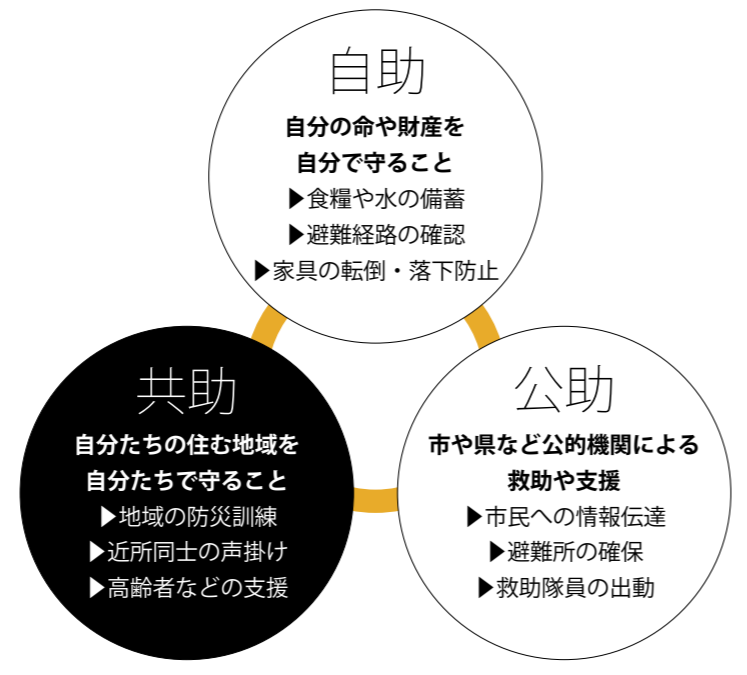 自助
自分の命や財産を
自分で守ること
▶食糧や水の備蓄
▶避難経路の確認
▶家具の転倒・落下防止
共助
自分たちの住む地域を
自分たちで守ること
▶地域の防災訓練
▶近所同士の声掛け
▶高齢者などの支援
公助
市や県など公的機関による
救助や支援
▶市民への情報伝達
▶避難所の確保
▶救助隊員の出動